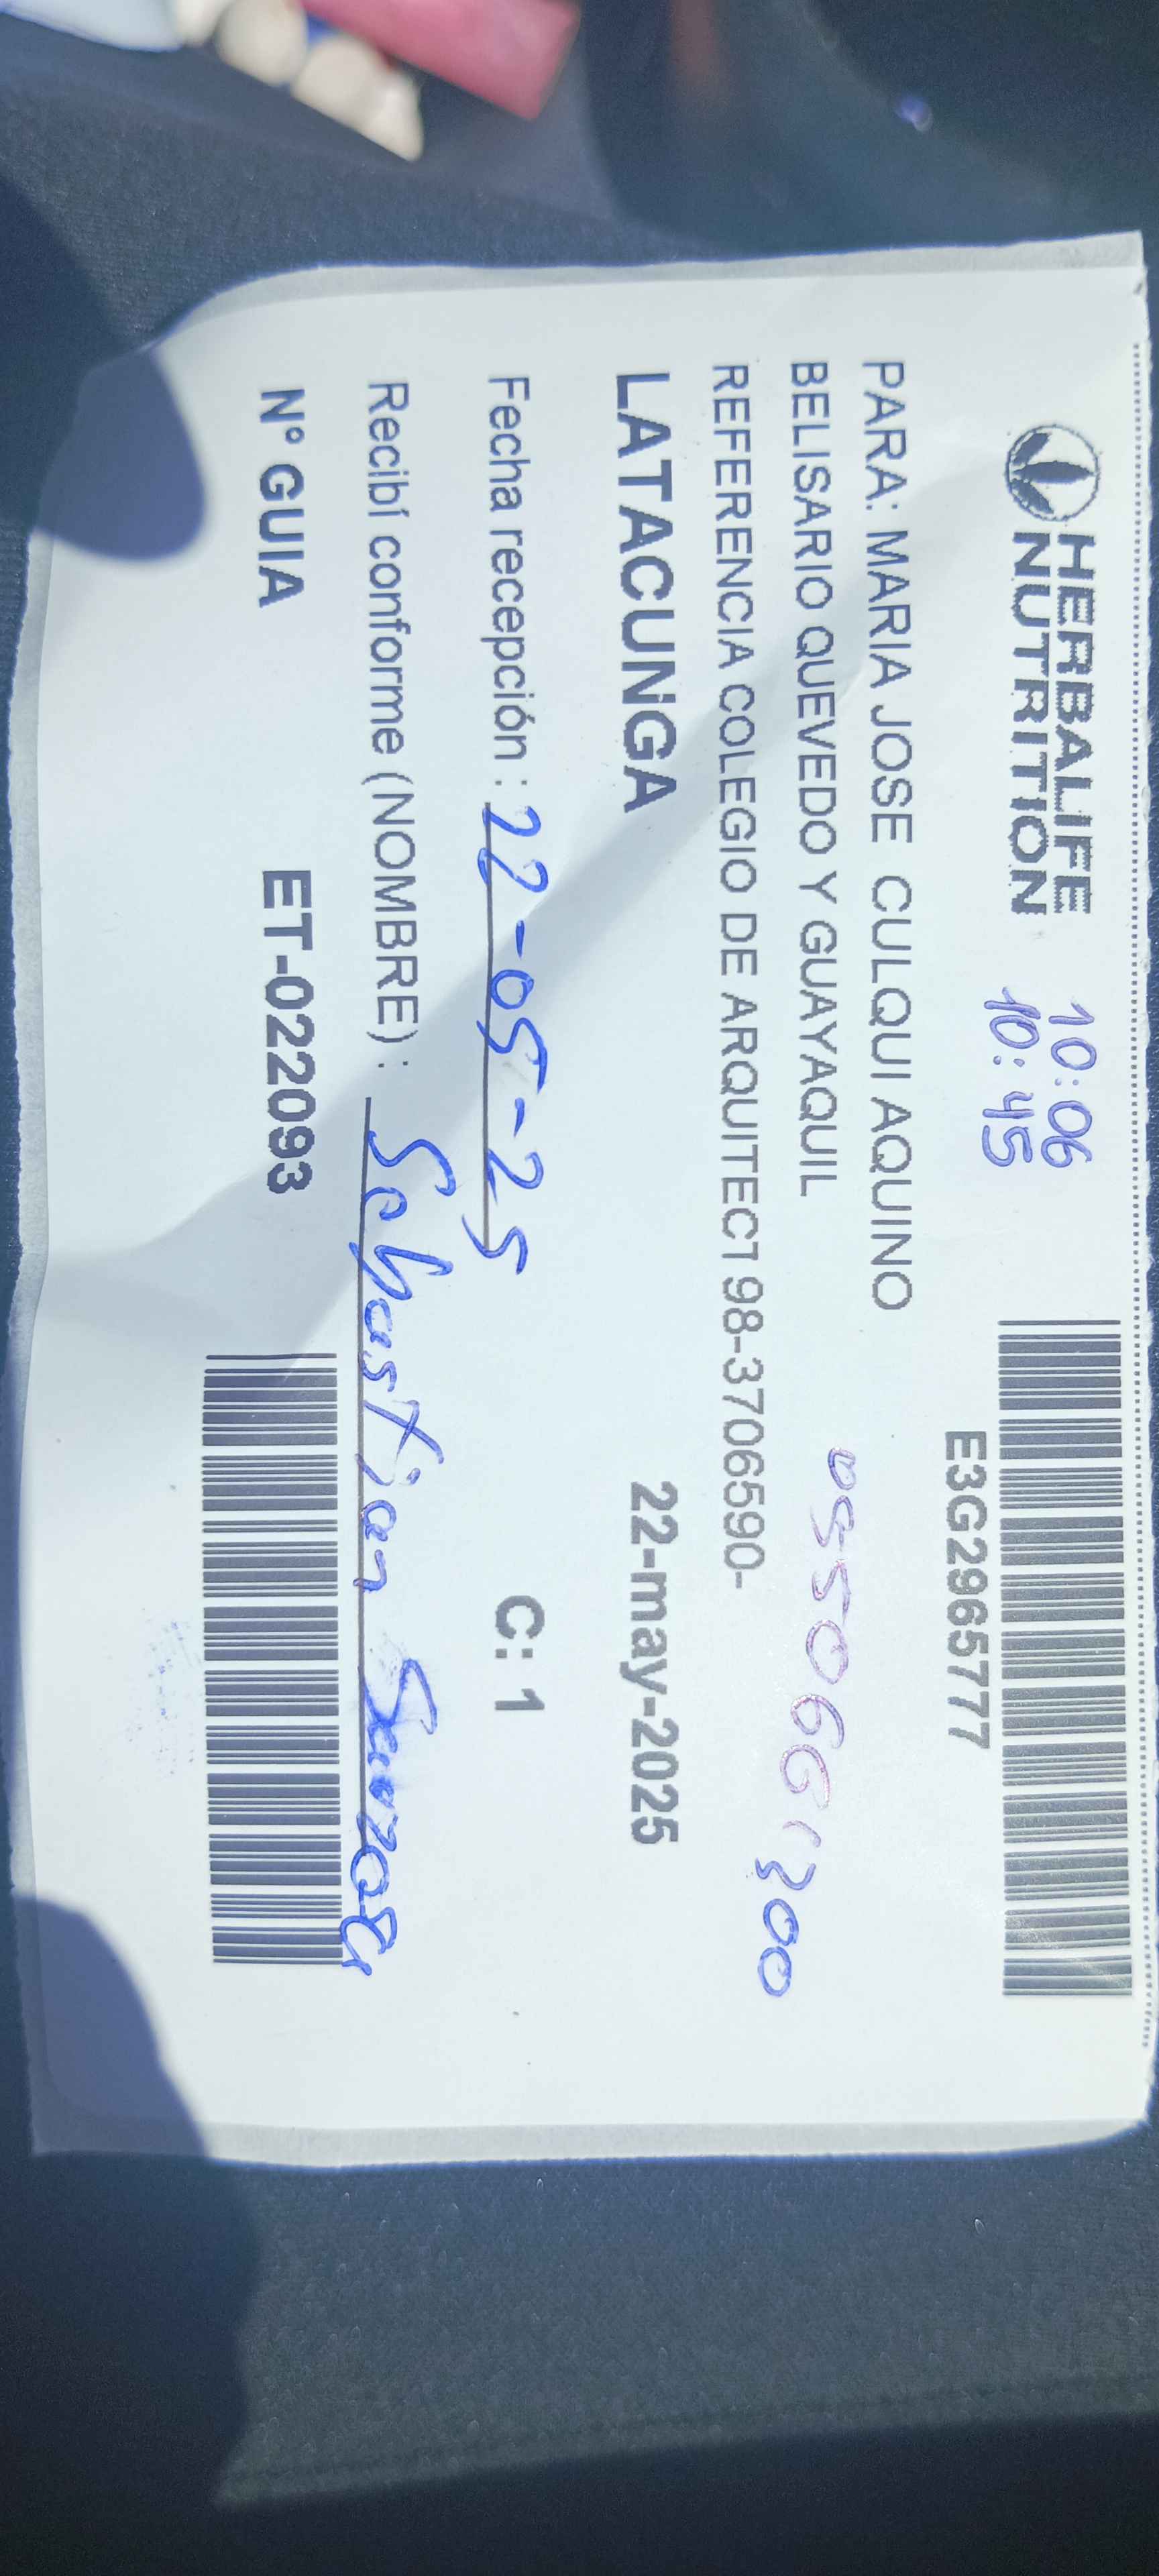 HERBALIFE
NUTRITION
10:06
10:45
E3G2965777
PARA: MARIA JOSE CULQUI AQUINO
BELISARIO QUEVEDO Y GUAYAQUIL
REFERENCIA COLEGIO DE ARQUITECT 98-3706590-
LATACUNGA
22-may-2025
Fecha recepción : 22-05-25
C: 1
Recibí conforme (NOMBRE) : Sebastian
N° GUIA
ET-022093